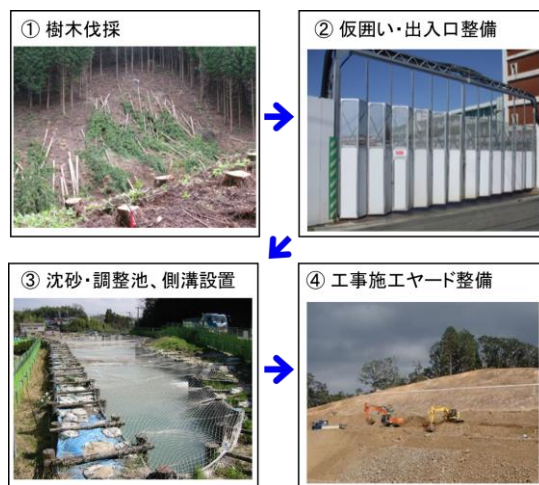 ① 樹木伐採
② 仮囲い・出入口整備
③ 沈砂・調整池、側溝設置
④ 工事施工ヤード整備